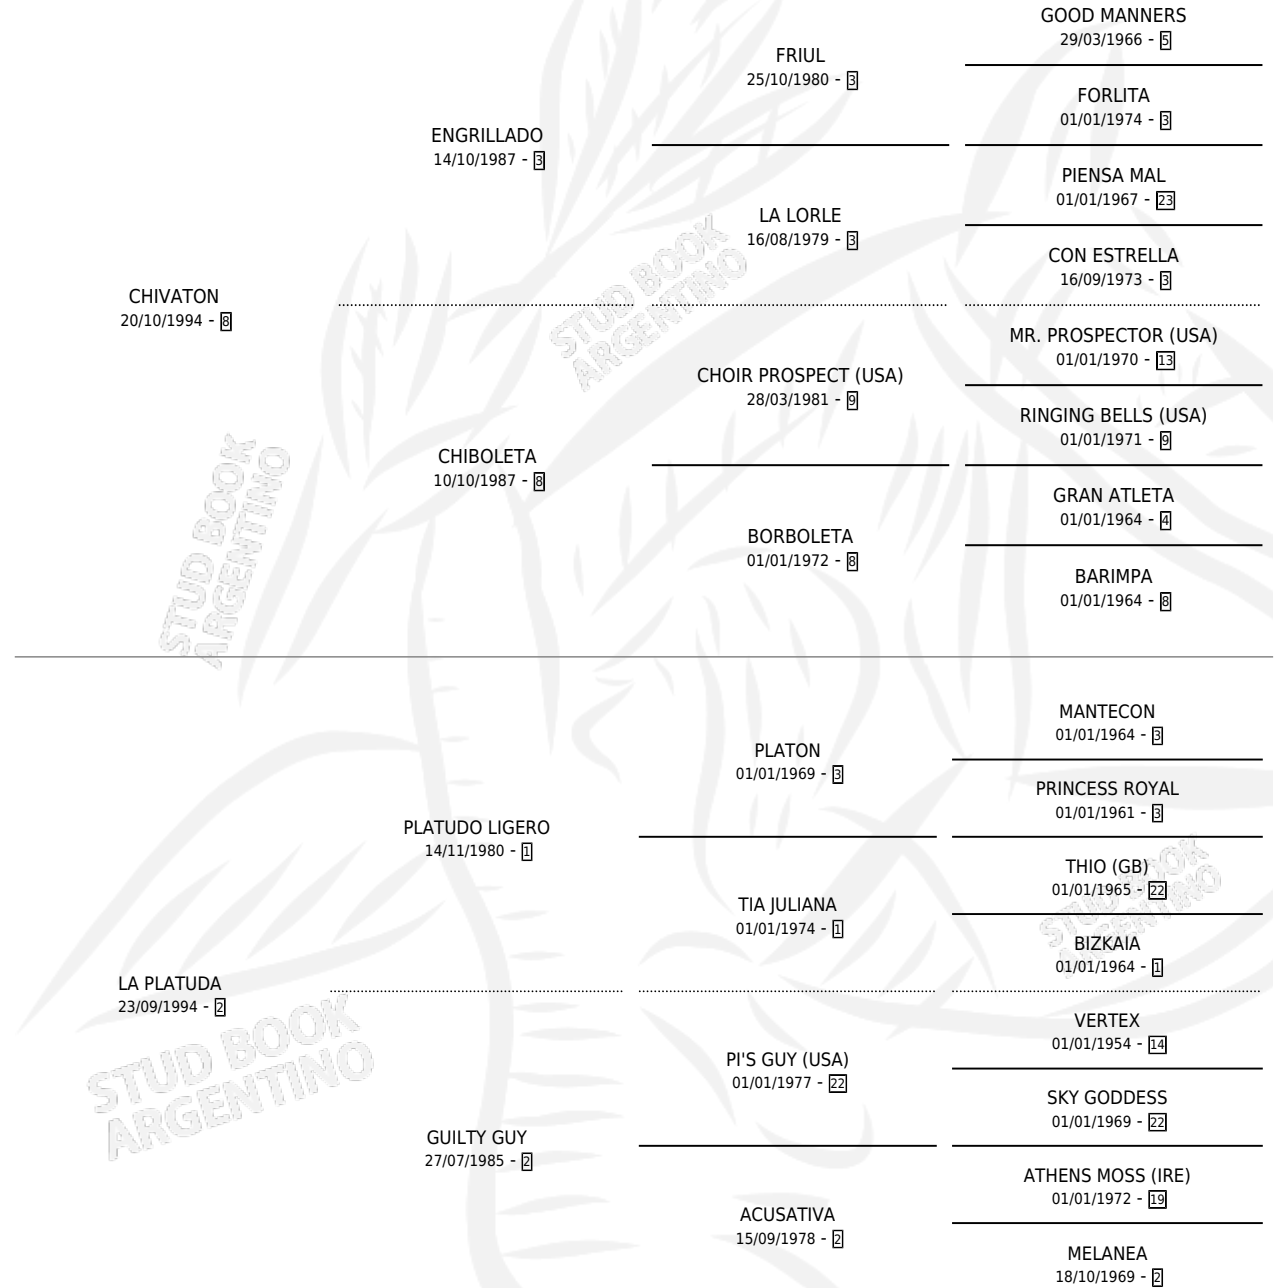 GOOD MANNERS
29/03/1966 - 5
FRIUL
25/10/1980 - 3
FORLITA
01/01/1974 - 3
ENGRILLADO
14/10/1987 - 3
PIENSA MAL
01/01/1967 - 23
LA LORLE
16/08/1979 - 3
CON ESTRELLA
16/09/1973 - 3
CHIVATON
20/10/1994 - 8
MR. PROSPECTOR (USA)
01/01/1970 - 13
CHOIR PROSPECT (USA)
28/03/1981 - 9
RINGING BELLS (USA)
01/01/1971 - 9
CHIBOLETA
10/10/1987 - 8
GRAN ATLETA
01/01/1964 - 4
BORBOLETA
01/01/1972 - 8
BARIMPA
01/01/1964 - 8
MANTECON
01/01/1964 - 3
PLATON
01/01/1969 - 3
PRINCESS ROYAL
01/01/1961 - 3
PLATUDO LIGERO
14/11/1980 - 1
THIO (GB)
01/01/1965 - 22
TIA JULIANA
01/01/1974 - 1
BIZKAIA
01/01/1964 - 1
LA PLATUDA
23/09/1994 - 2
VERTEX
01/01/1954 - 14
PI'S GUY (USA)
01/01/1977 - 22
SKY GODDESS
01/01/1969 - 22
GUILTY GUY
27/07/1985 - 2
ATHENS MOSS (IRE)
01/01/1972 - 19
ACUSATIVA
15/09/1978 - 2
MELANEA
18/10/1969 - 2
STUD BOOK
ARGENTINO
STUD BOOK
ARGENTINO
STUD BOOK
ARGENTINO
STUD BOOK
ARGENTINO